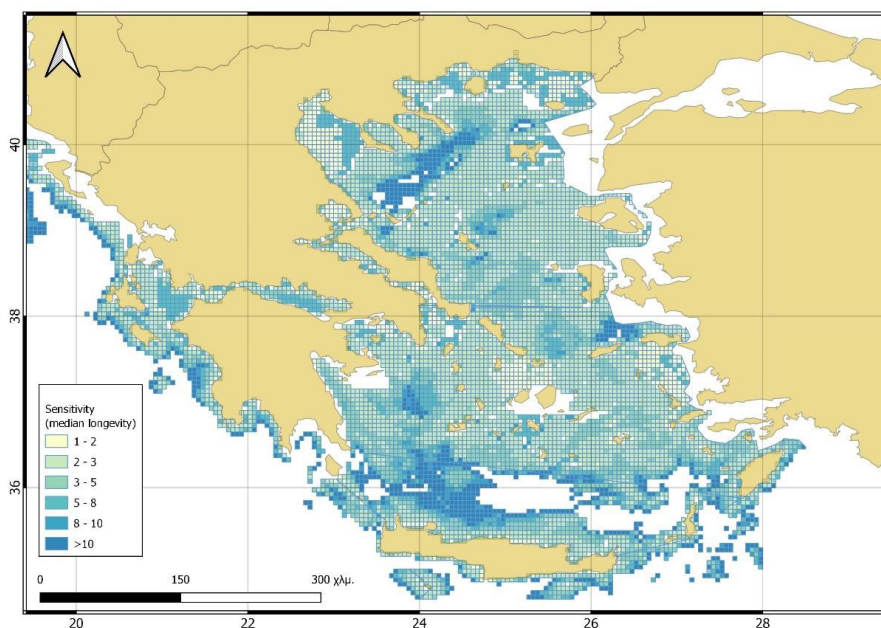 40
38
36
Sensitivity
(median longevity)
1 - 2
2 - 3
3 - 5
5 - 8
8 - 10
>10
0 150 300 χλμ.
20 22 24 26 28